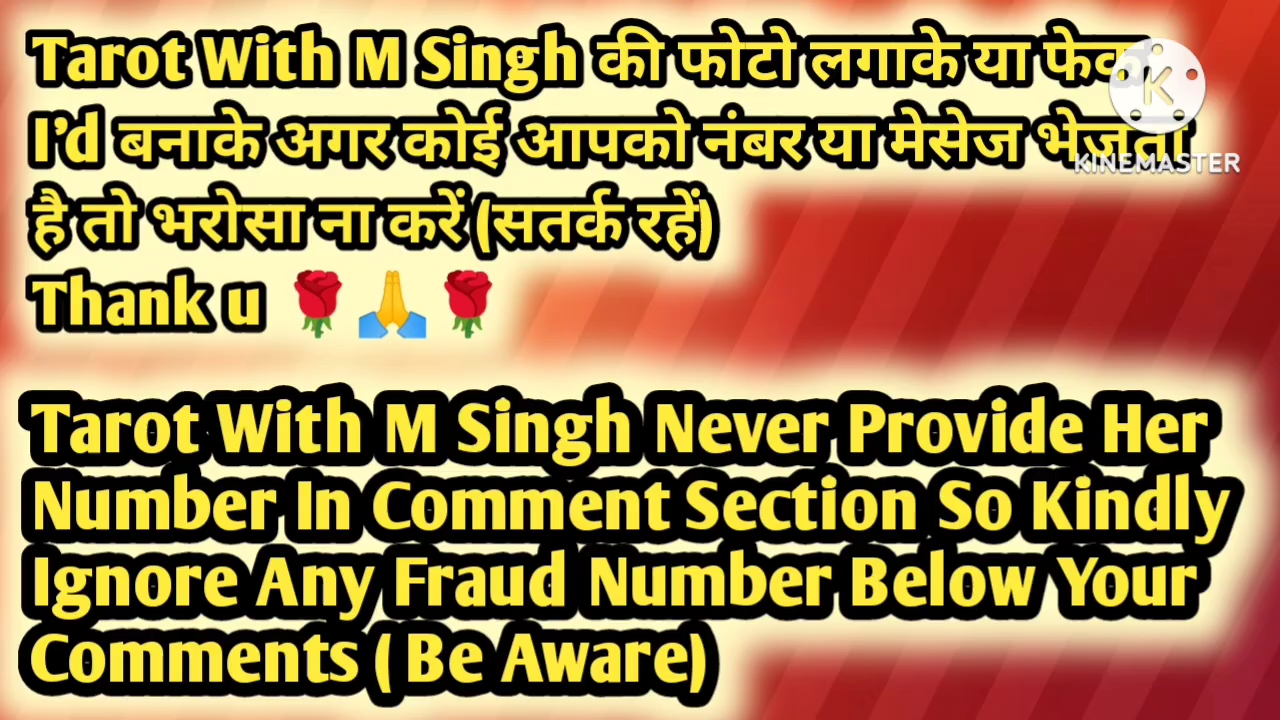 Tarot With M Singh की फोटो लगाके या फेक
I'd बनाके अगर कोई आपको नंबर या मेसेज भेजता
है तो भरोसा ना करें (सतर्क रहें)
Thank u 🌹🙏🌹
Tarot With M Singh Never Provide Her
Number In Comment Section So Kindly
Ignore Any Fraud Number Below Your
Comments ( Be Aware)
K
KINEMASTER